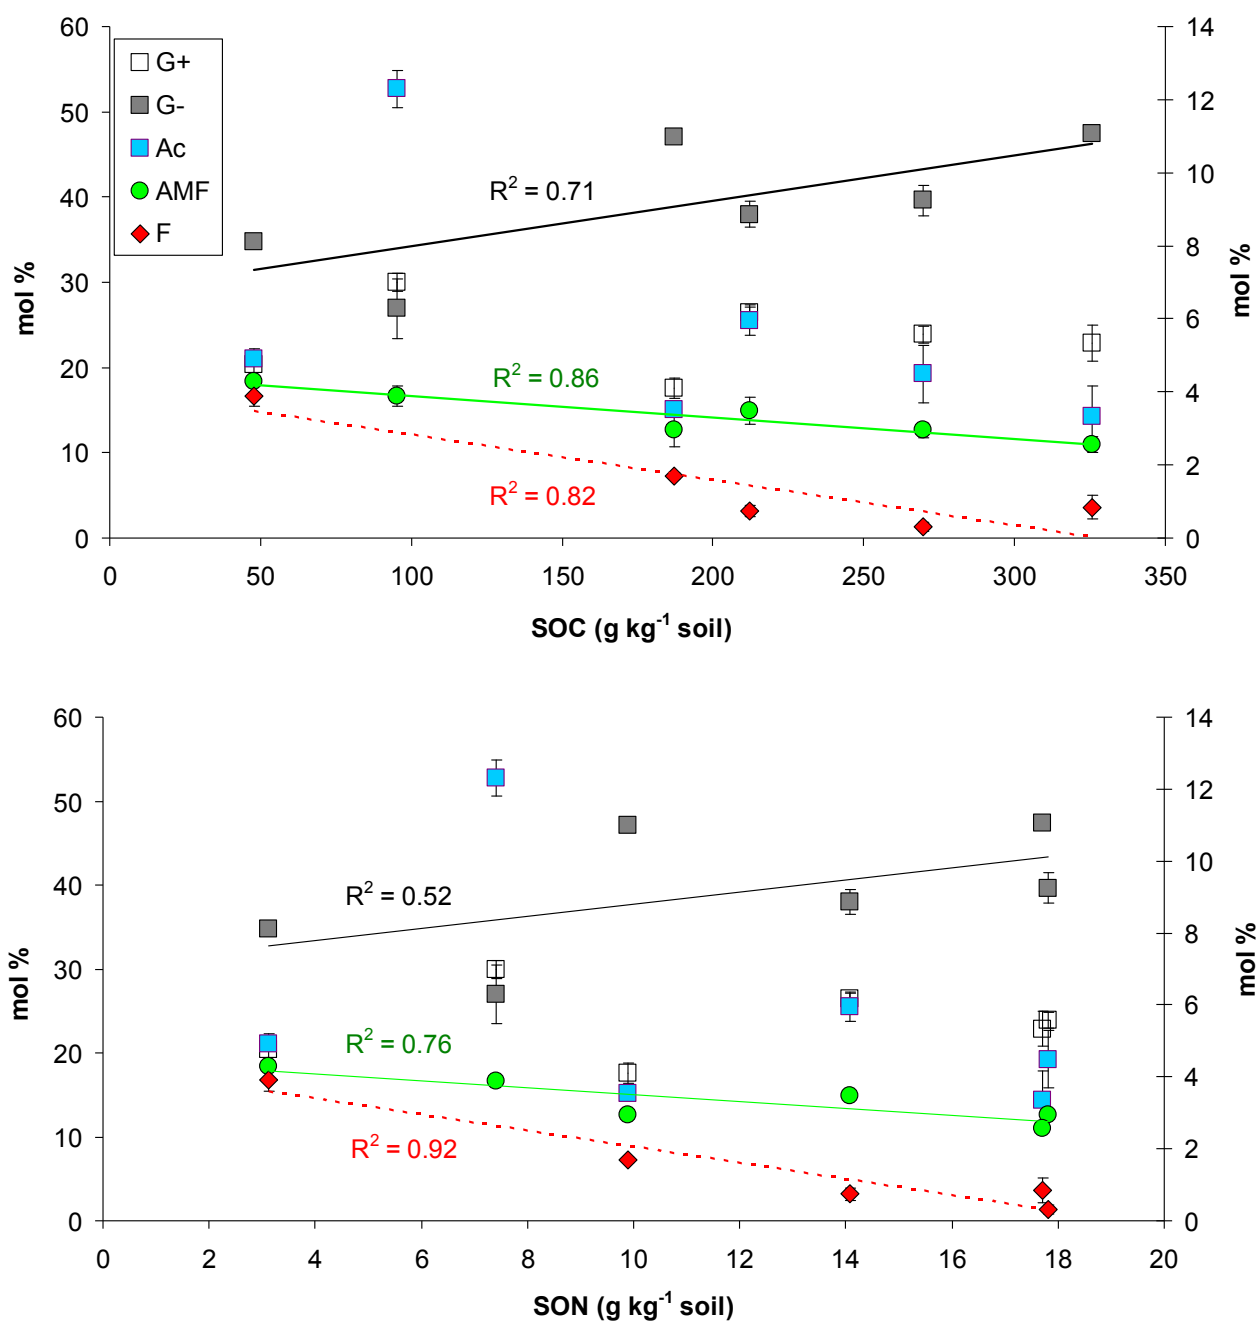 60
50
40
30
20
10
0
mol %
G+
G-
Ac
AMF
F
R² = 0.71
R² = 0.86
R² = 0.82
14
12
10
8
6
4
2
0
mol %
0 50 100 150 200 250 300 350
SOC (g kg⁻¹ soil)
60
50
40
30
20
10
0
mol %
R² = 0.52
R² = 0.76
R² = 0.92
14
12
10
8
6
4
2
0
mol %
0 2 4 6 8 10 12 14 16 18 20
SON (g kg⁻¹ soil)